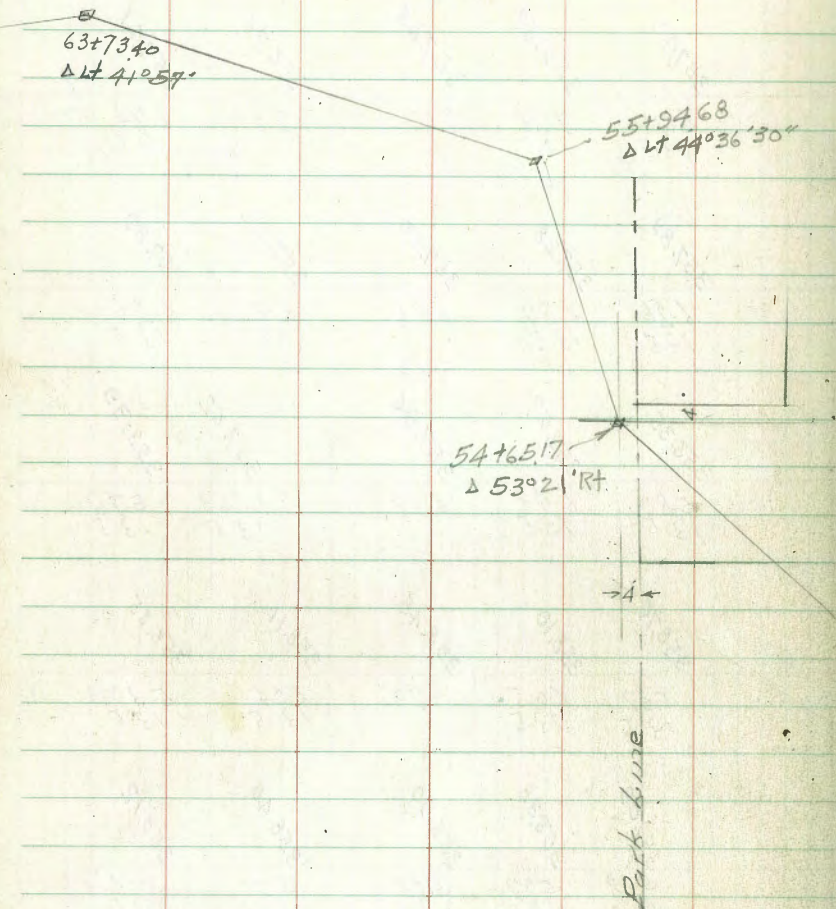 63+73.40
Δ Lt 41°57'
55+94.68
Δ Lt 44°36'30"
4'
54+65.17
Δ 53°21' Rt.
4'
Park Line